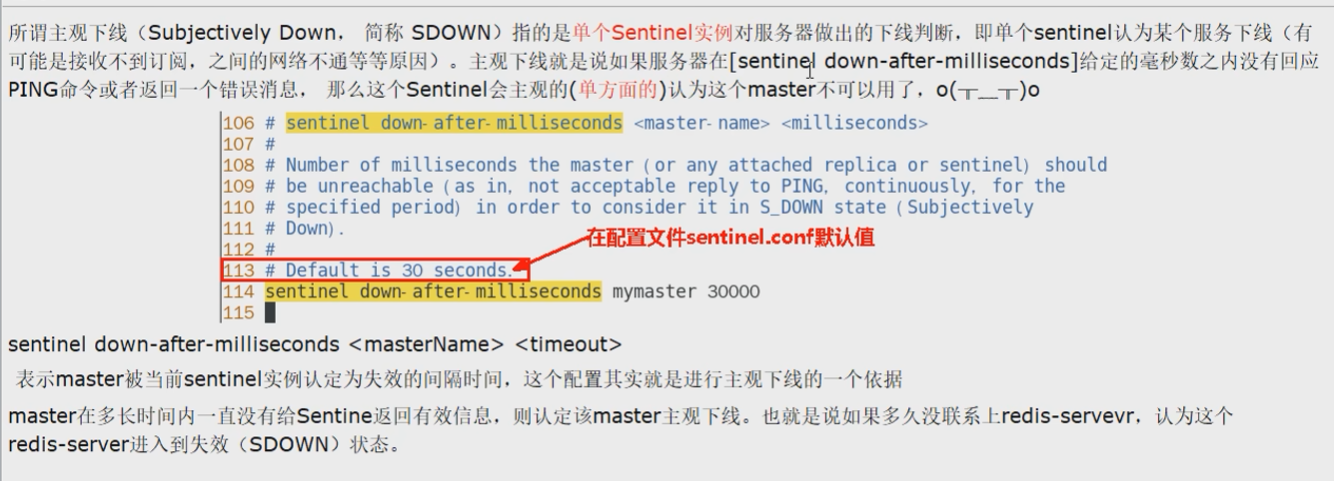 所谓主观下线（Subjectively Down， 简称 SDOWN）指的是单个Sentinel实例对服务器做出的下线判断，即单个sentinel认为某个服务下线（有
可能是接收不到订阅，之间的网络不通等等原因）。主观下线就是说如果服务器在[sentinel down-after-milliseconds]给定的毫秒数之内没有回应
PING命令或者返回一个错误消息， 那么这个Sentinel会主观的(单方面的)认为这个master不可以用了，o(╥﹏╥)o
106 # sentinel down-after-milliseconds <master-name> <milliseconds>
107 #
108 # Number of milliseconds the master (or any attached replica or sentinel) should
109 # be unreachable (as in, not acceptable reply to PING, continuously, for the
110 # specified period) in order to consider it in S_DOWN state (Subjectively
111 # Down).
112 #
在配置文件sentinel.conf默认值
113 # Default is 30 seconds.
114 sentinel down-after-milliseconds mymaster 30000
115
sentinel down-after-milliseconds <masterName> <timeout>
表示master被当前sentinel实例认定为失效的间隔时间，这个配置其实就是进行主观下线的一个依据
master在多长时间内一直没有给Sentine返回有效信息，则认定该master主观下线。也就是说如果多久没联系上redis-servevr，认为这个
redis-server进入到失效（SDOWN）状态。